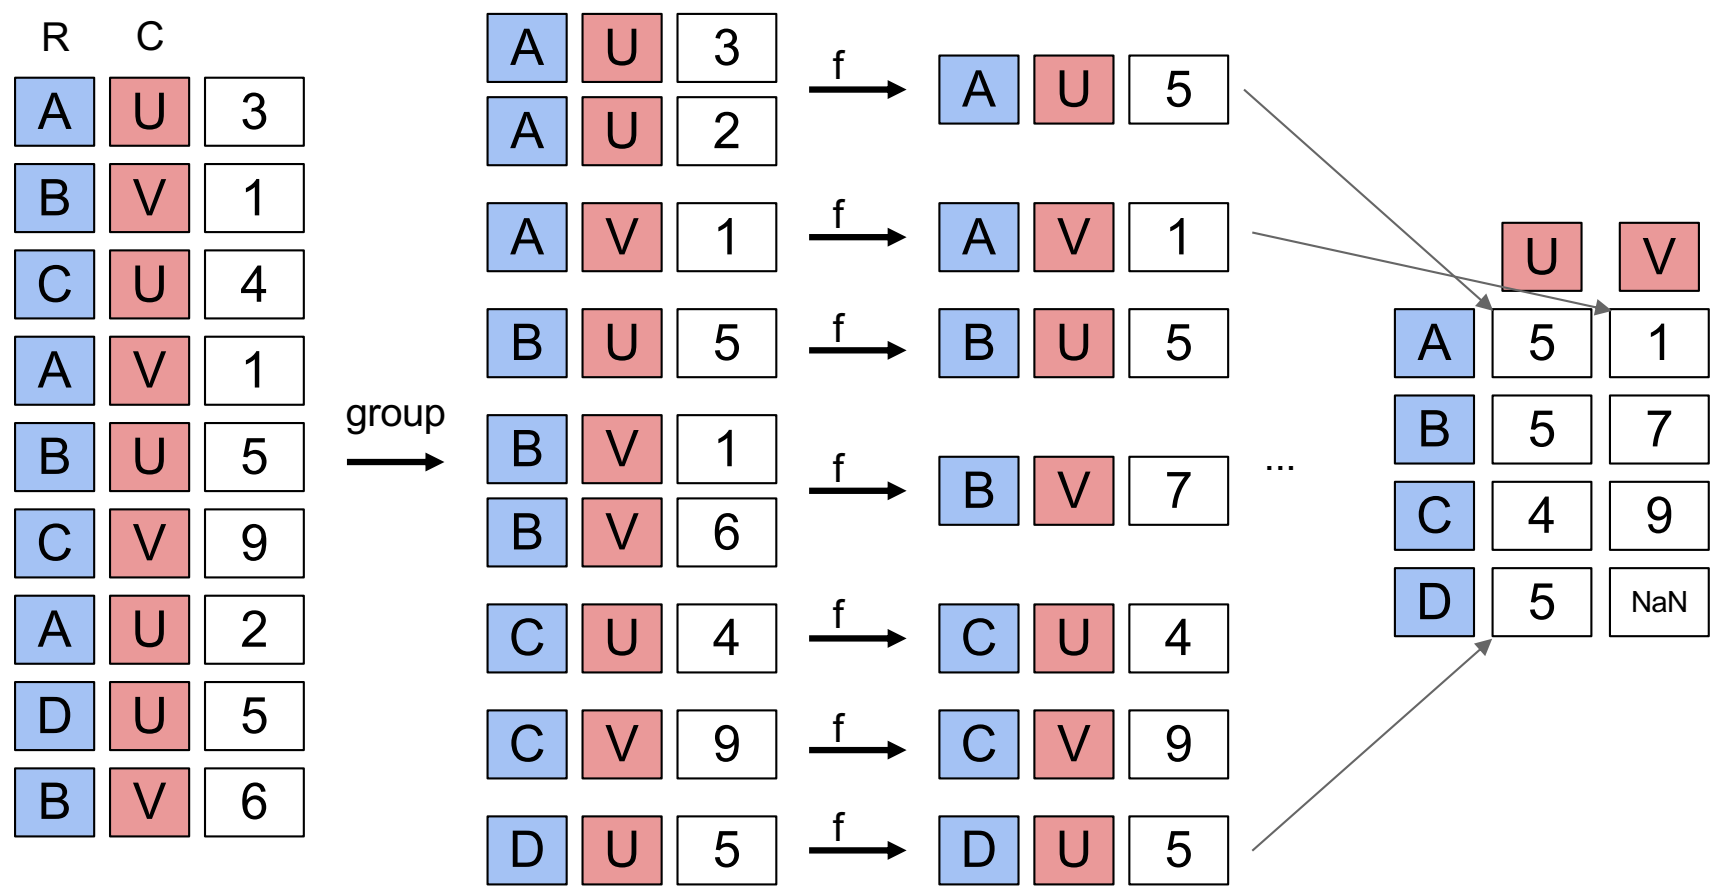 R C
A U 3
B V 1
C U 4
A V 1
B U 5
C V 9
A U 2
D U 5
B V 6
group
A U 3
A U 2
A V 1
B U 5
B V 1
B V 6
C U 4
C V 9
D U 5
f
f
f
f
f
f
f
A U 5
A V 1
B U 5
B V 7
C U 4
C V 9
D U 5
...
U V
A 5 1
B 5 7
C 4 9
D 5 NaN